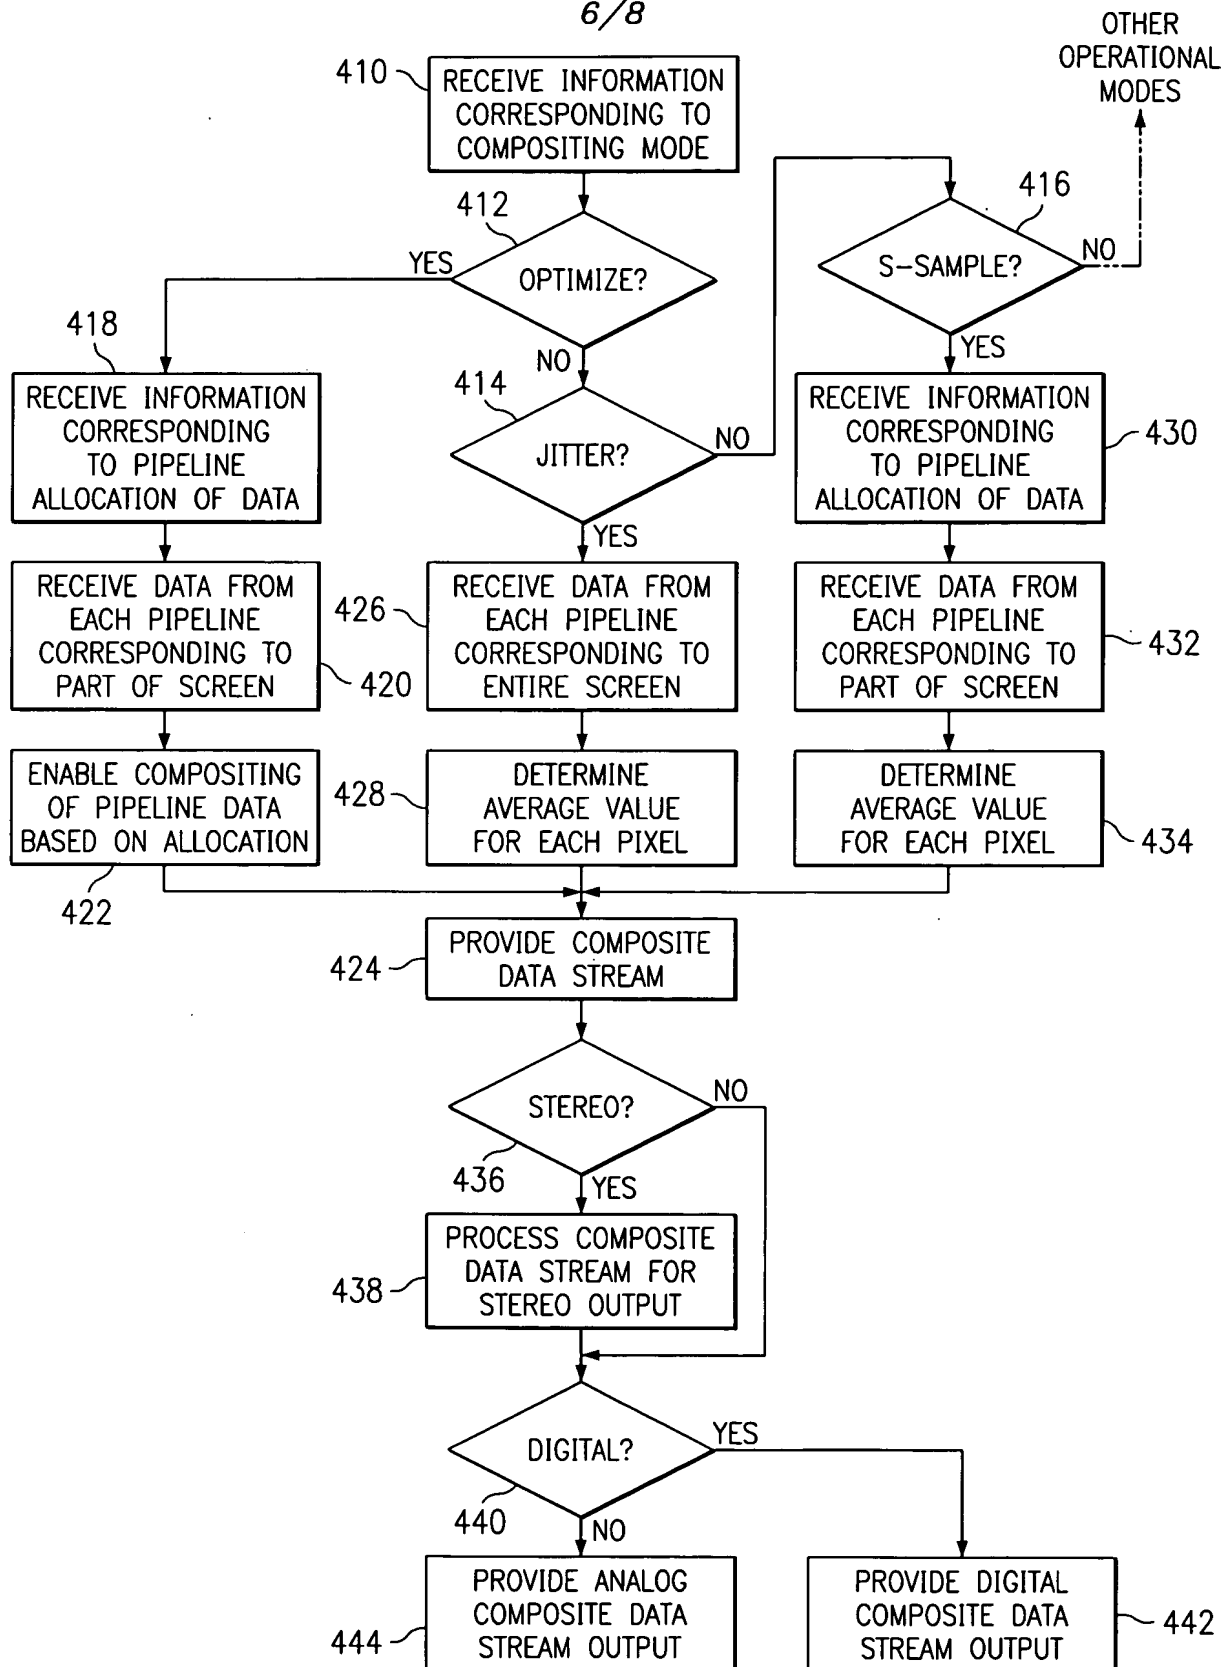 6/8
OTHER
OPERATIONAL
MODES
410
RECEIVE INFORMATION
CORRESPONDING TO
COMPOSITING MODE
412
OPTIMIZE?
YES
NO
416
S-SAMPLE?
NO
YES
418
RECEIVE INFORMATION
CORRESPONDING
TO PIPELINE
ALLOCATION OF DATA
414
JITTER?
NO
YES
RECEIVE INFORMATION
CORRESPONDING
TO PIPELINE
ALLOCATION OF DATA
430
RECEIVE DATA FROM
EACH PIPELINE
CORRESPONDING TO
PART OF SCREEN
420
426
RECEIVE DATA FROM
EACH PIPELINE
CORRESPONDING TO
ENTIRE SCREEN
RECEIVE DATA FROM
EACH PIPELINE
CORRESPONDING TO
PART OF SCREEN
432
ENABLE COMPOSITING
OF PIPELINE DATA
BASED ON ALLOCATION
422
428
DETERMINE
AVERAGE VALUE
FOR EACH PIXEL
DETERMINE
AVERAGE VALUE
FOR EACH PIXEL
434
424
PROVIDE COMPOSITE
DATA STREAM
STEREO?
NO
436
YES
438
PROCESS COMPOSITE
DATA STREAM FOR
STEREO OUTPUT
DIGITAL?
YES
440
NO
444
PROVIDE ANALOG
COMPOSITE DATA
STREAM OUTPUT
PROVIDE DIGITAL
COMPOSITE DATA
STREAM OUTPUT
442